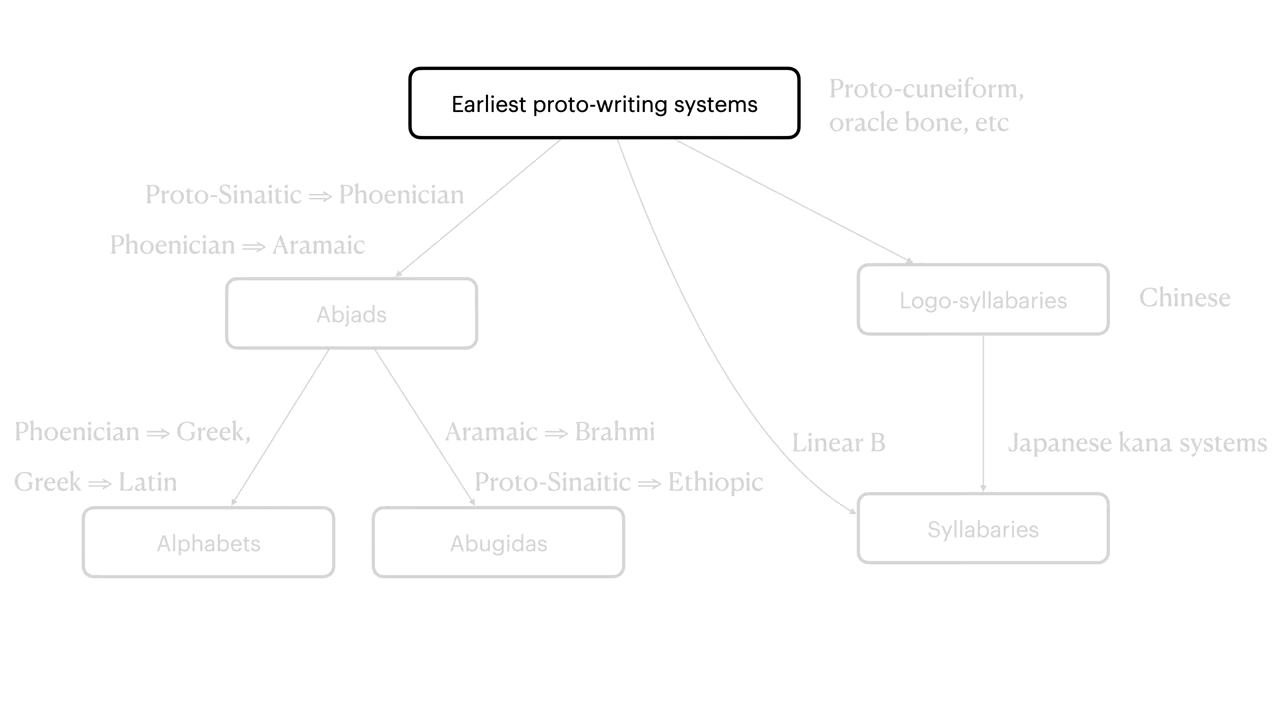 Earliest proto-writing systems
Proto-cuneiform,
oracle bone, etc
Proto-Sinaitic ⇒ Phoenician
Phoenician ⇒ Aramaic
Abjads
Logo-syllabaries
Chinese
Phoenician ⇒ Greek,
Greek ⇒ Latin
Aramaic ⇒ Brahmi
Proto-Sinaitic ⇒ Ethiopic
Linear B
Japanese kana systems
Alphabets
Abugidas
Syllabaries